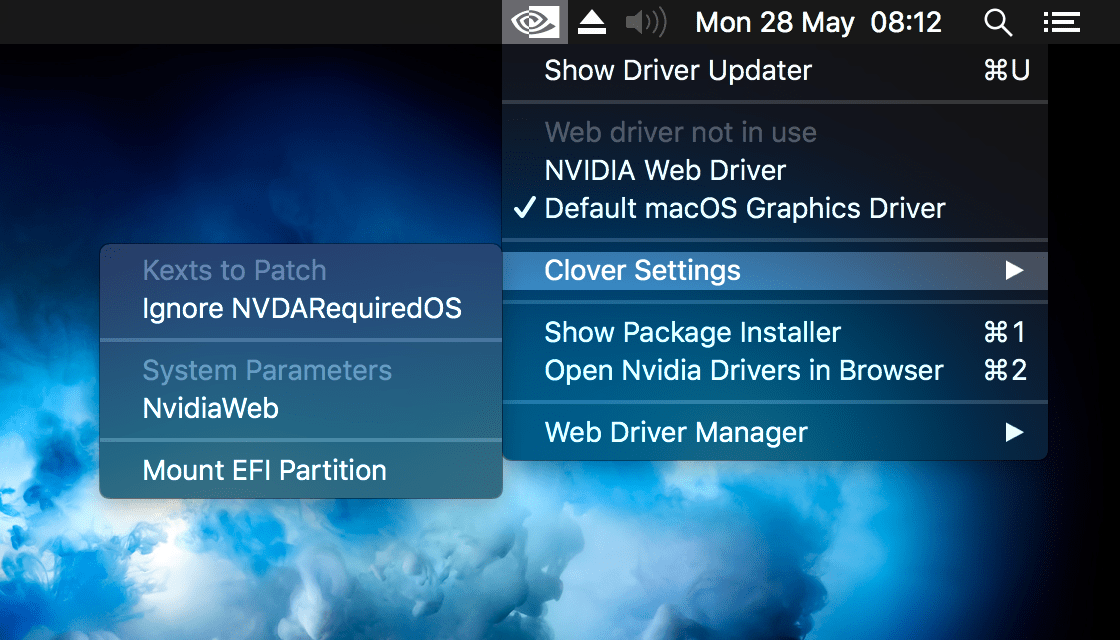 Mon 28 May 08:12
Show Driver Updater ⌘U
Web driver not in use
NVIDIA Web Driver
✓ Default macOS Graphics Driver
Clover Settings ▶
Show Package Installer ⌘1
Open Nvidia Drivers in Browser ⌘2
Web Driver Manager ▶
Kexts to Patch
Ignore NVDARequiredOS
System Parameters
NvidiaWeb
Mount EFI Partition